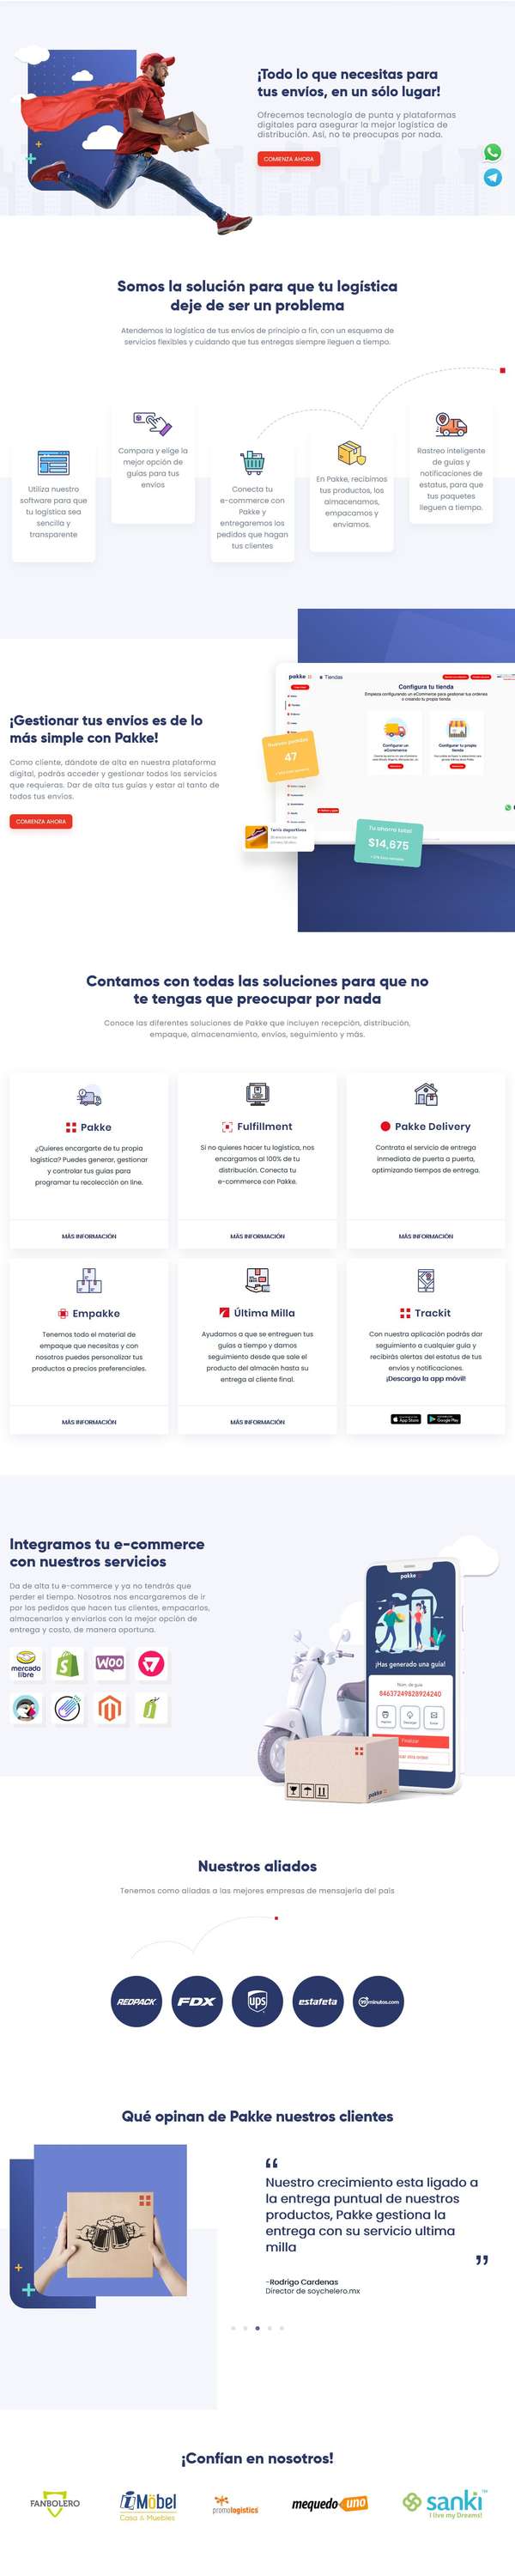 ¡Todo lo que necesitas para
tus envíos, en un sólo lugar!
Ofrecemos tecnología de punta y plataformas
digitales para asegurar la mejor logística de
distribución. Así, no te preocupas por nada.
COMIENZA AHORA
Somos la solución para que tu logística
deje de ser un problema
Atendemos la logística de tus envíos de principio a fin, con un esquema de
servicios flexibles y cuidando que tus entregas siempre lleguen a tiempo.
Utiliza nuestro
software para que
tu logística sea
sencilla y
transparente
Compara y elige la
mejor opción de
guías para tus
envíos
Conecta tu
e-commerce con
Pakke y
entregaremos los
pedidos que hagan
tus clientes
En Pakke, recibimos
tus productos, los
almacenamos,
empacamos y
enviamos.
Rastreo inteligente
de guías y
notificaciones de
estatus, para que
tus paquetes
lleguen a tiempo.
¡Gestionar tus envíos es de lo
más simple con Pakke!
Como cliente, dándote de alta en nuestra plataforma
digital, podrás acceder y gestionar todos los servicios
que requieras. Dar de alta tus guías y estar al tanto de
todos tus envíos.
COMIENZA AHORA
pakke
Tiendas
Configura tu tienda
47
Tenis deportivos
Tu ahorro total
$14,675
Contamos con todas las soluciones para que no
te tengas que preocupar por nada
Conoce las diferentes soluciones de Pakke que incluyen recepción, distribución,
empaque, almacenamiento, envíos, seguimiento y más.
Pakke
¿Quieres encargarte de tu propia
logística? Puedes generar, gestionar
y controlar tus guías para
programar tu recolección on line.
MÁS INFORMACIÓN
Fulfillment
Si no quieres hacer tu logística, nos
encargamos al 100% de tu
distribución. Conecta tu
e-commerce con Pakke.
MÁS INFORMACIÓN
Pakke Delivery
Contrata el servicio de entrega
inmediata de puerta a puerta,
optimizando tiempos de entrega.
MÁS INFORMACIÓN
Empakke
Tenemos todo el material de
empaque que necesitas y con
nosotros puedes personalizar tus
productos a precios preferenciales.
MÁS INFORMACIÓN
Última Milla
Ayudamos a que se entreguen tus
guías a tiempo y damos
seguimiento desde que sale el
producto del almacén hasta su
entrega al cliente final.
MÁS INFORMACIÓN
Trackit
Con nuestra aplicación podrás dar
seguimiento a cualquier guía y
recibirás alertas del estatus de tus
envíos y notificaciones.
¡Descarga la app móvil!
App Store
Google Play
Integramos tu e-commerce
con nuestros servicios
Da de alta tu e-commerce y ya no tendrás que
perder el tiempo. Nosotros nos encargaremos de ir
por los pedidos que hacen tus clientes, empacarlos,
almacenarlos y enviarlos con la mejor opción de
entrega y costo, de manera oportuna.
mercado
libre
WOO
pakke
¡Has generado una guía!
Núm. de guía
84637249828924240
Finalizar
pakke
Nuestros aliados
Tenemos como aliadas a las mejores empresas de mensajería del país
REDPACK
FDX
ups
estafeta
99minutos.com
Qué opinan de Pakke nuestros clientes
“
Nuestro crecimiento esta ligado a
la entrega puntual de nuestros
productos, Pakke gestiona la
entrega con su servicio ultima
milla
”
-Rodrigo Cardenas
Director de soychelero.mx
¡Confían en nosotros!
FANBOLERO
iMöbel
Casa & Muebles
promologistics
mequedouno
sanki™
I live my Dreams!